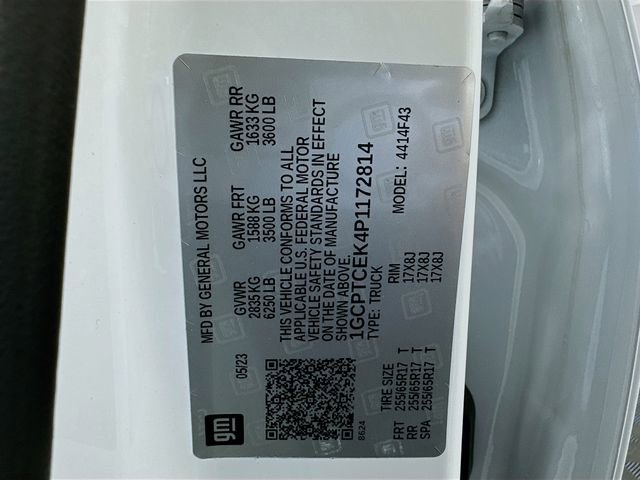 MFD BY GENERAL MOTORS LLC
05/23
GVWR GAWR FRT GAWR RR
2835 KG 1588 KG 1633 KG
6250 LB 3500 LB 3600 LB
THIS VEHICLE CONFORMS TO ALL
APPLICABLE U.S. FEDERAL MOTOR
VEHICLE SAFETY STANDARDS IN EFFECT
ON THE DATE OF MANUFACTURE
SHOWN ABOVE.
1GCPTCEK4P1172814
TYPE: TRUCK MODEL: 4414F43
gm
8624
TIRE SIZE RIM
FRT 255/65R17 T 17X8J
RR 255/65R17 T 17X8J
SPA 255/65R17 T 17X8J